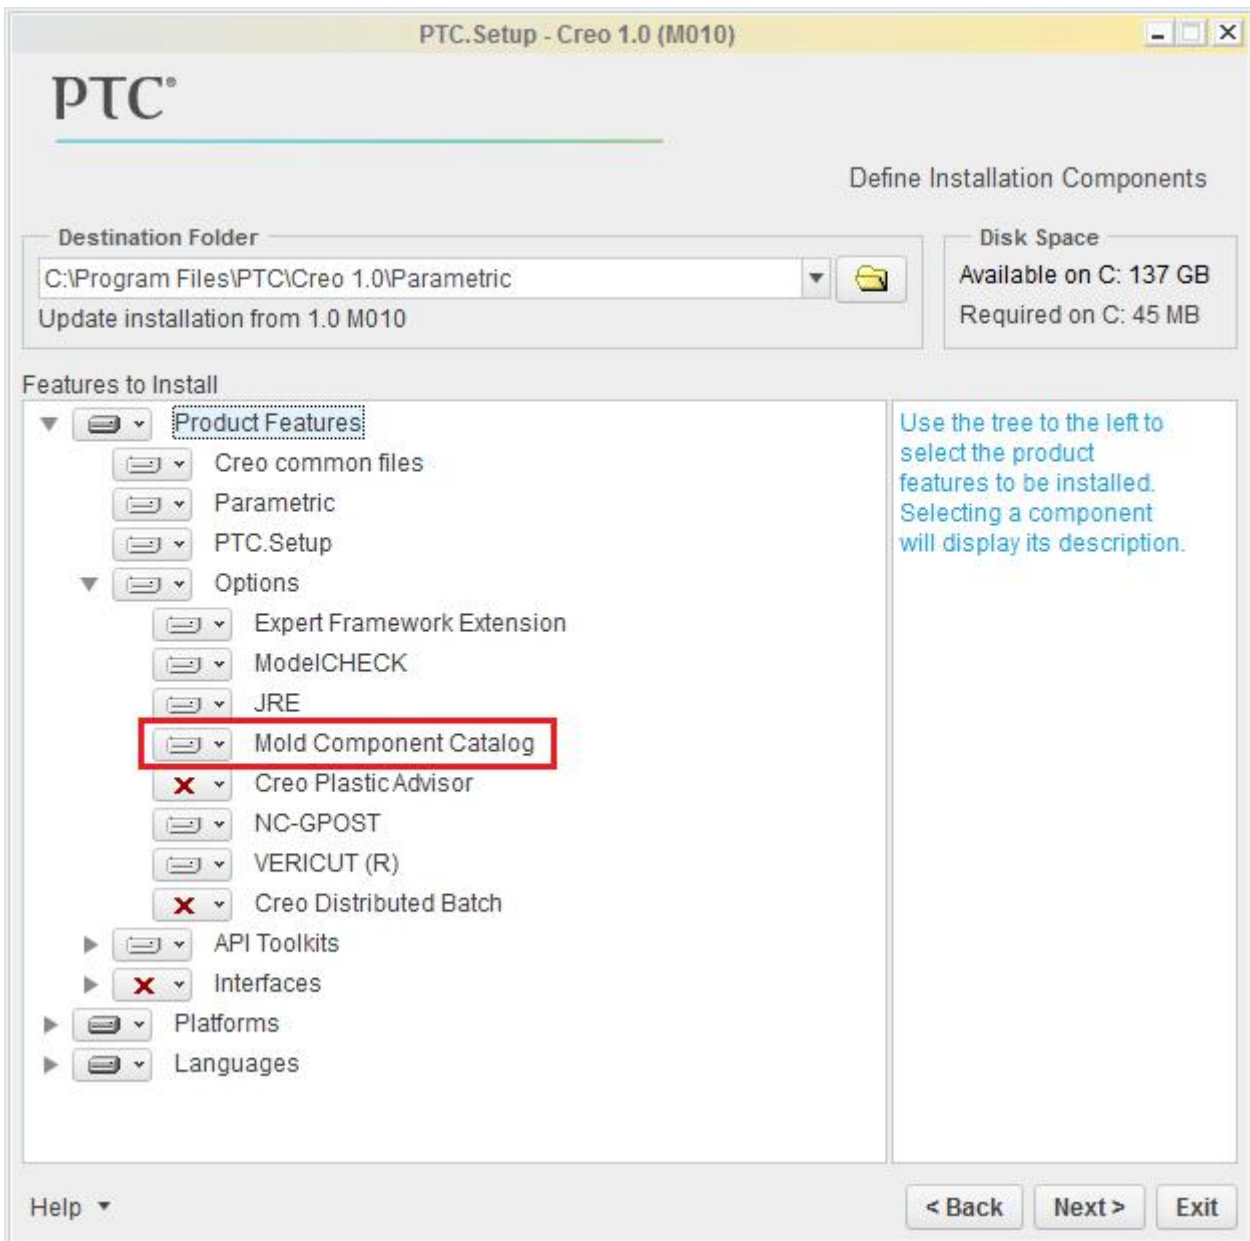 PTC.Setup - Creo 1.0 (M010)
PTC®
Define Installation Components
Destination Folder
C:\Program Files\PTC\Creo 1.0\Parametric
Update installation from 1.0 M010
Disk Space
Available on C: 137 GB
Required on C: 45 MB
Features to Install
Product Features
Creo common files
Parametric
PTC.Setup
Options
Expert Framework Extension
ModelCHECK
JRE
Mold Component Catalog
Creo Plastic Advisor
NC-GPOST
VERICUT (R)
Creo Distributed Batch
API Toolkits
Interfaces
Platforms
Languages
Use the tree to the left to
select the product
features to be installed.
Selecting a component
will display its description.
Help
< Back
Next >
Exit